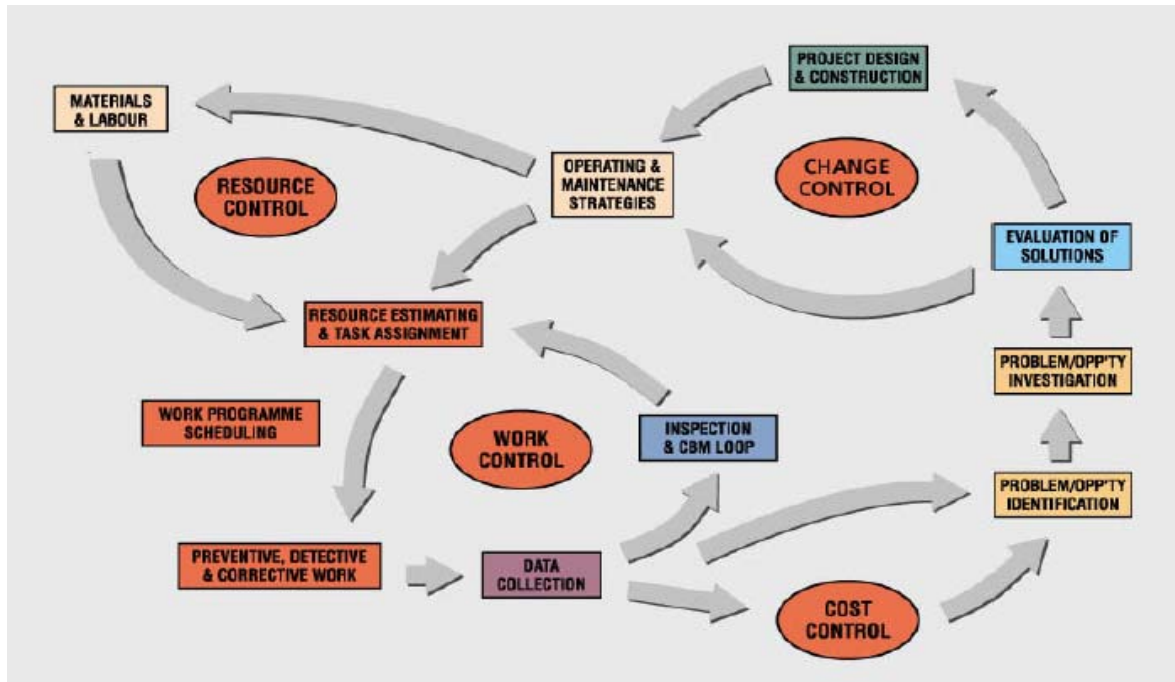 PROJECT DESIGN
& CONSTRUCTION
MATERIALS
& LABOUR
OPERATING &
MAINTENANCE
STRATEGIES
CHANGE
CONTROL
RESOURCE
CONTROL
EVALUATION OF
SOLUTIONS
RESOURCE ESTIMATING
& TASK ASSIGNMENT
PROBLEM/OPP'TY
INVESTIGATION
WORK PROGRAMME
SCHEDULING
WORK
CONTROL
INSPECTION
& CBM LOOP
PROBLEM/OPP'TY
IDENTIFICATION
PREVENTIVE, DETECTIVE
& CORRECTIVE WORK
DATA
COLLECTION
COST
CONTROL